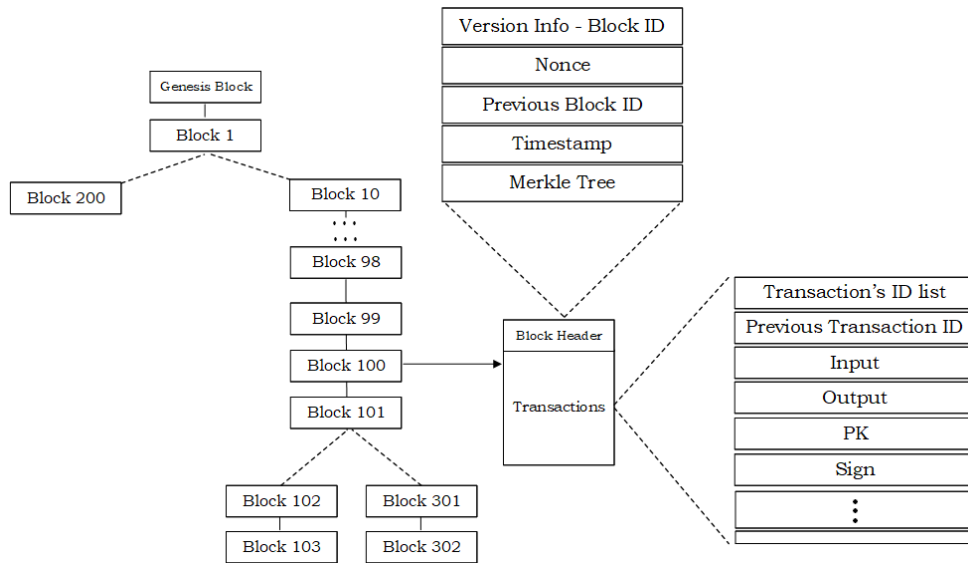 Version Info - Block ID
Nonce
Previous Block ID
Timestamp
Merkle Tree
Genesis Block
Block 1
Block 200
Block 10
Block 98
Block 99
Block 100
Block 101
Block 102
Block 301
Block 103
Block 302
Block Header
Transactions
Transaction's ID list
Previous Transaction ID
Input
Output
PK
Sign